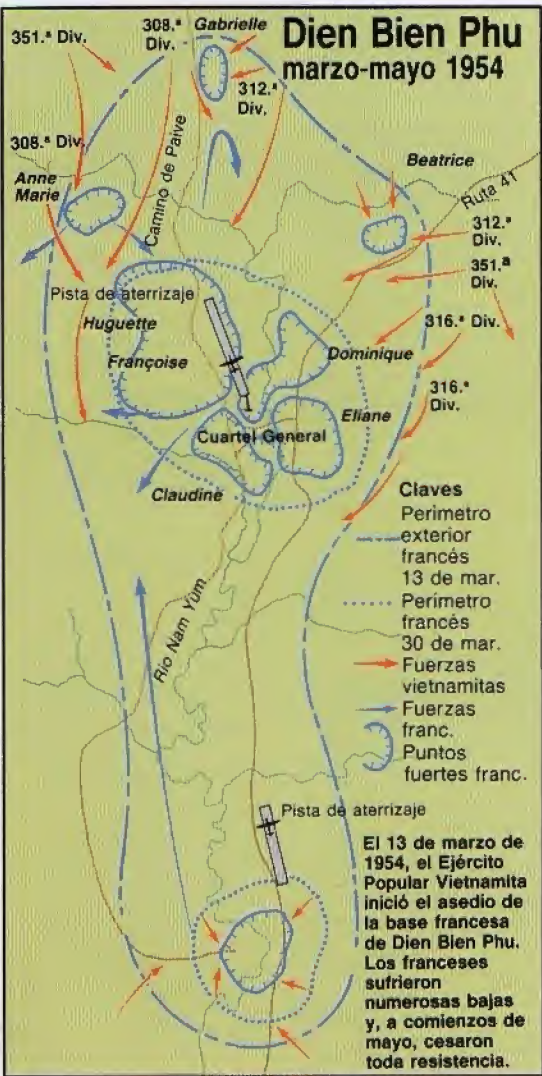 Dien Bien Phu
marzo-mayo 1954
351.ª Div.
308.ª
Div.
Gabrielle
312.ª
Div.
308.ª Div.
Anne
Marie
Camino de Paive
Beatrice
Ruta 41
312.ª
Div.
351.ª
Div.
316.ª Div.
316.ª
Div.
Pista de aterrizaje
Huguette
Françoise
Dominique
Eliane
Cuartel General
Claudine
Rio Nam Yum
Claves
Perimetro
exterior
francés
13 de mar.
Perímetro
francés
30 de mar.
Fuerzas
vietnamitas
Fuerzas
franc.
Puntos
fuertes franc.
Pista de aterrizaje
El 13 de marzo de
1954, el Ejército
Popular Vietnamita
inició el asedio de
la base francesa
de Dien Bien Phu.
Los franceses
sufrieron
numerosas bajas
y, a comienzos de
mayo, cesaron
toda resistencia.